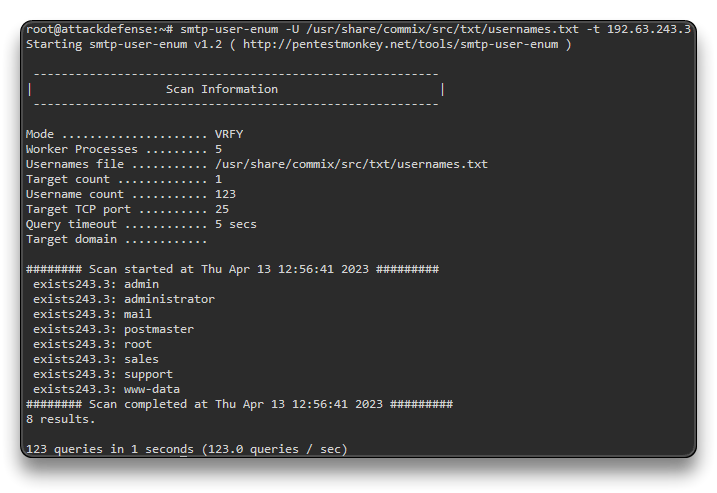 root@attackdefense:~# smtp-user-enum -U /usr/share/commix/src/txt/usernames.txt -t 192.63.243.3
Starting smtp-user-enum v1.2 ( http://pentestmonkey.net/tools/smtp-user-enum )
----------------------------------------------------------
|                   Scan Information                       |
----------------------------------------------------------
Mode ..................... VRFY
Worker Processes ......... 5
Usernames file ........... /usr/share/commix/src/txt/usernames.txt
Target count ............. 1
Username count ........... 123
Target TCP port .......... 25
Query timeout ............ 5 secs
Target domain ............
######## Scan started at Thu Apr 13 12:56:41 2023 #########
exists243.3: admin
exists243.3: administrator
exists243.3: mail
exists243.3: postmaster
exists243.3: root
exists243.3: sales
exists243.3: support
exists243.3: www-data
######## Scan completed at Thu Apr 13 12:56:41 2023 #########
8 results.
123 queries in 1 seconds (123.0 queries / sec)